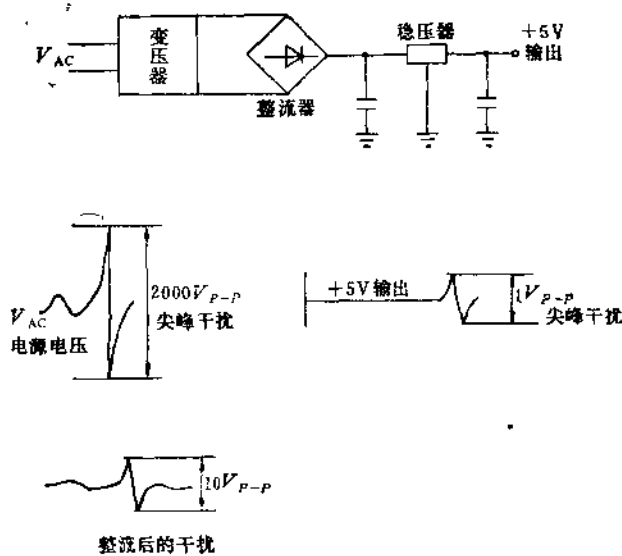 V_AC
变压器
整流器
稳压器
+5V
输出
2000V_P-P
尖峰干扰
V_AC
电源电压
+5V输出
1V_P-P
尖峰干扰
10V_P-P
整流后的干扰